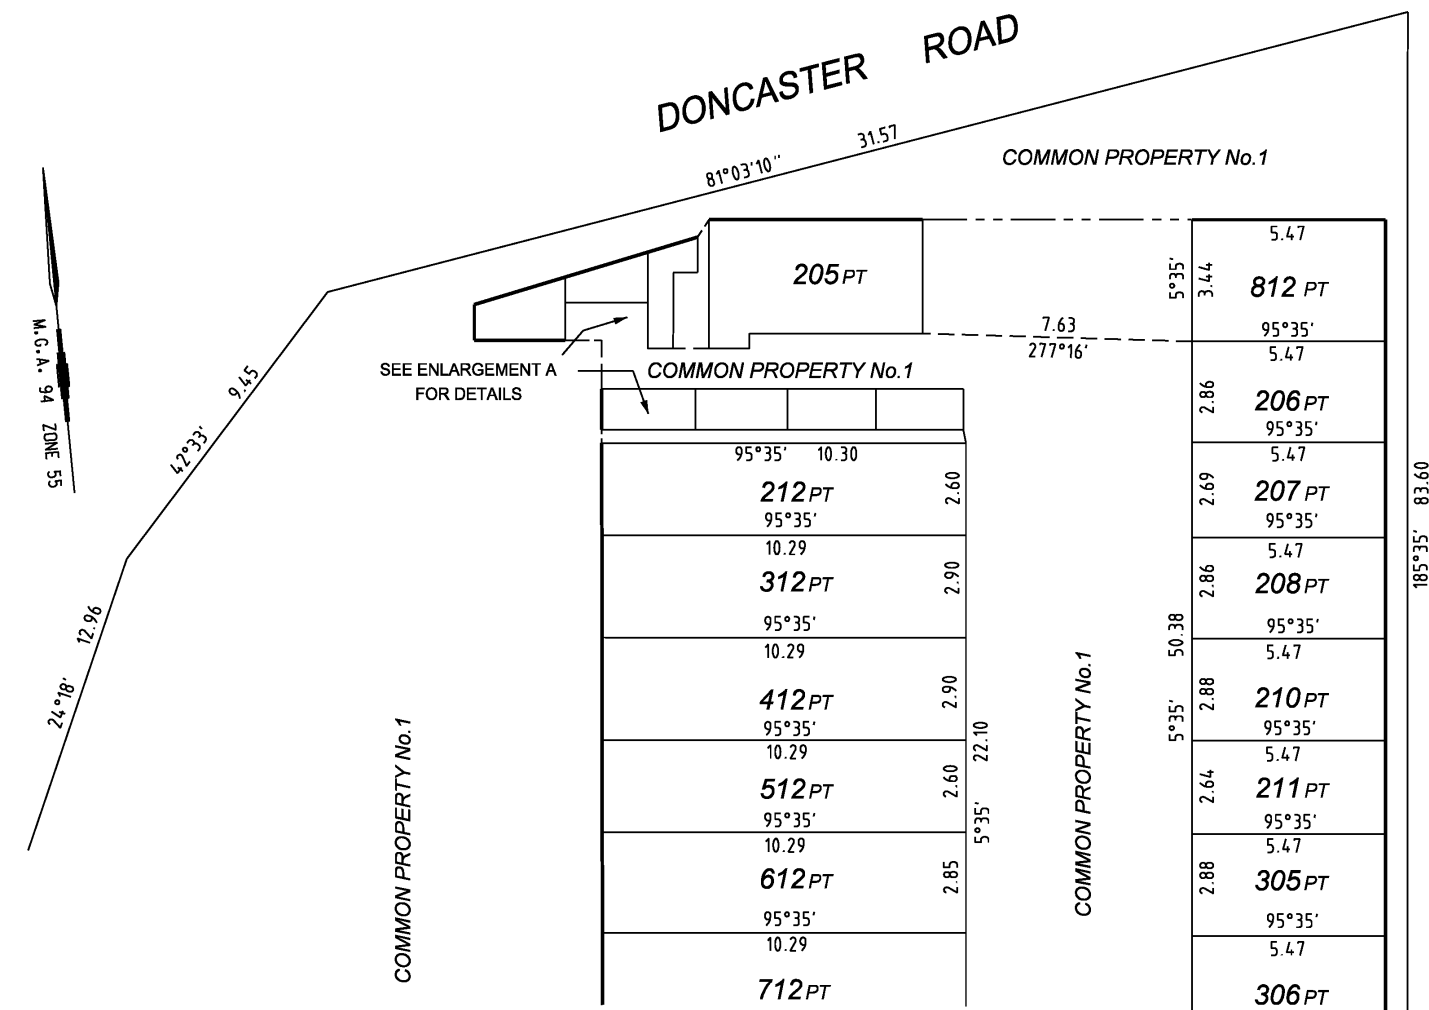 DONCASTER ROAD
31.57
81°03'10"
COMMON PROPERTY No.1
M.G.A. 94 ZONE 55
9.45
42°33'
12.96
24°18'
205 PT
7.63
277°16'
SEE ENLARGEMENT A
FOR DETAILS
COMMON PROPERTY No.1
95°35' 10.30
212 PT
2.60
95°35'
10.29
312 PT
2.90
95°35'
10.29
412 PT
2.90
95°35'
10.29
512 PT
2.60
95°35'
10.29
612 PT
2.85
95°35'
10.29
712 PT
5°35' 22.10
COMMON PROPERTY No.1
COMMON PROPERTY No.1
5°35'
5.47
3.44
812 PT
95°35'
5.47
2.86
206 PT
95°35'
5.47
2.69
207 PT
95°35'
5.47
2.86
208 PT
95°35'
5.47
2.88
210 PT
95°35'
5.47
2.64
211 PT
95°35'
5.47
2.88
305 PT
95°35'
5.47
306 PT
5°35' 50.38
185°35' 83.60